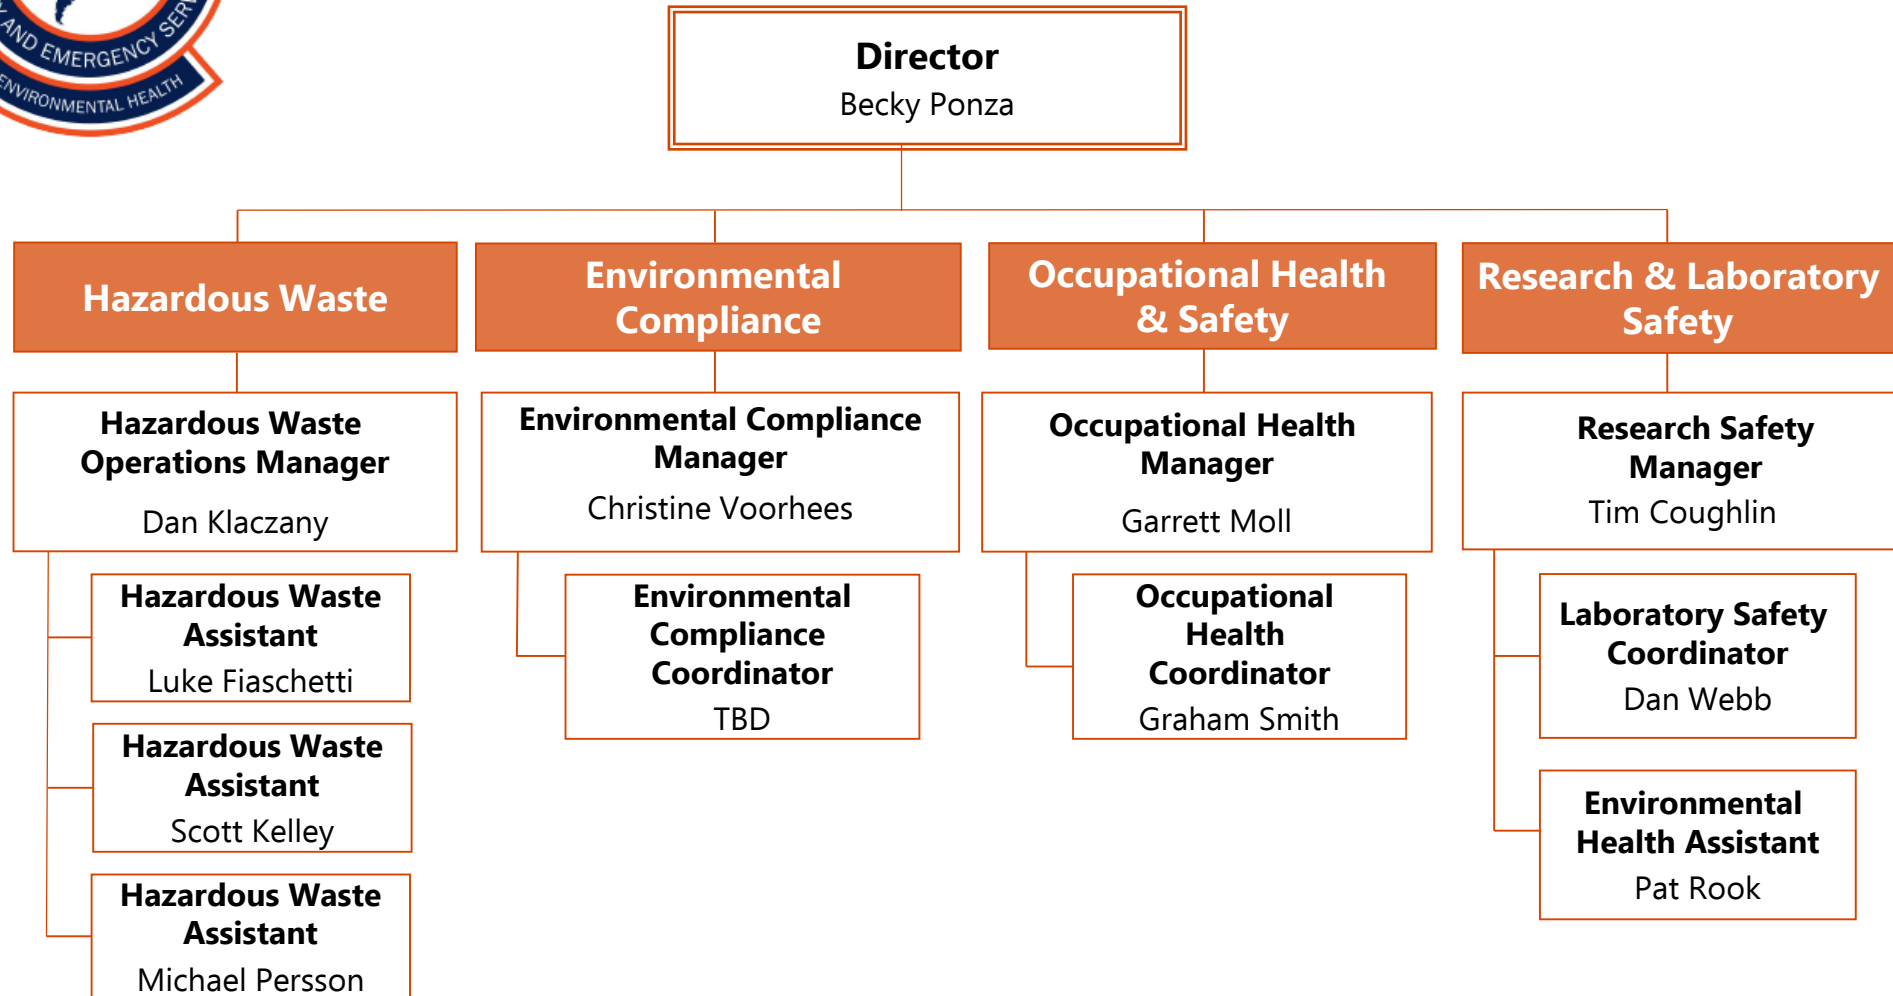 AND EMERGENCY
ENVIRONMENTAL HEALTH
Director
Becky Ponza
Hazardous Waste
Environmental
Compliance
Occupational Health
& Safety
Research & Laboratory
Safety
Hazardous Waste
Operations Manager
Dan Klaczany
Hazardous Waste
Assistant
Luke Fiaschetti
Hazardous Waste
Assistant
Scott Kelley
Hazardous Waste
Assistant
Michael Persson
Environmental Compliance
Manager
Christine Voorhees
Environmental
Compliance
Coordinator
TBD
Occupational Health
Manager
Garrett Moll
Occupational
Health
Coordinator
Graham Smith
Research Safety
Manager
Tim Coughlin
Laboratory Safety
Coordinator
Dan Webb
Environmental
Health Assistant
Pat Rook